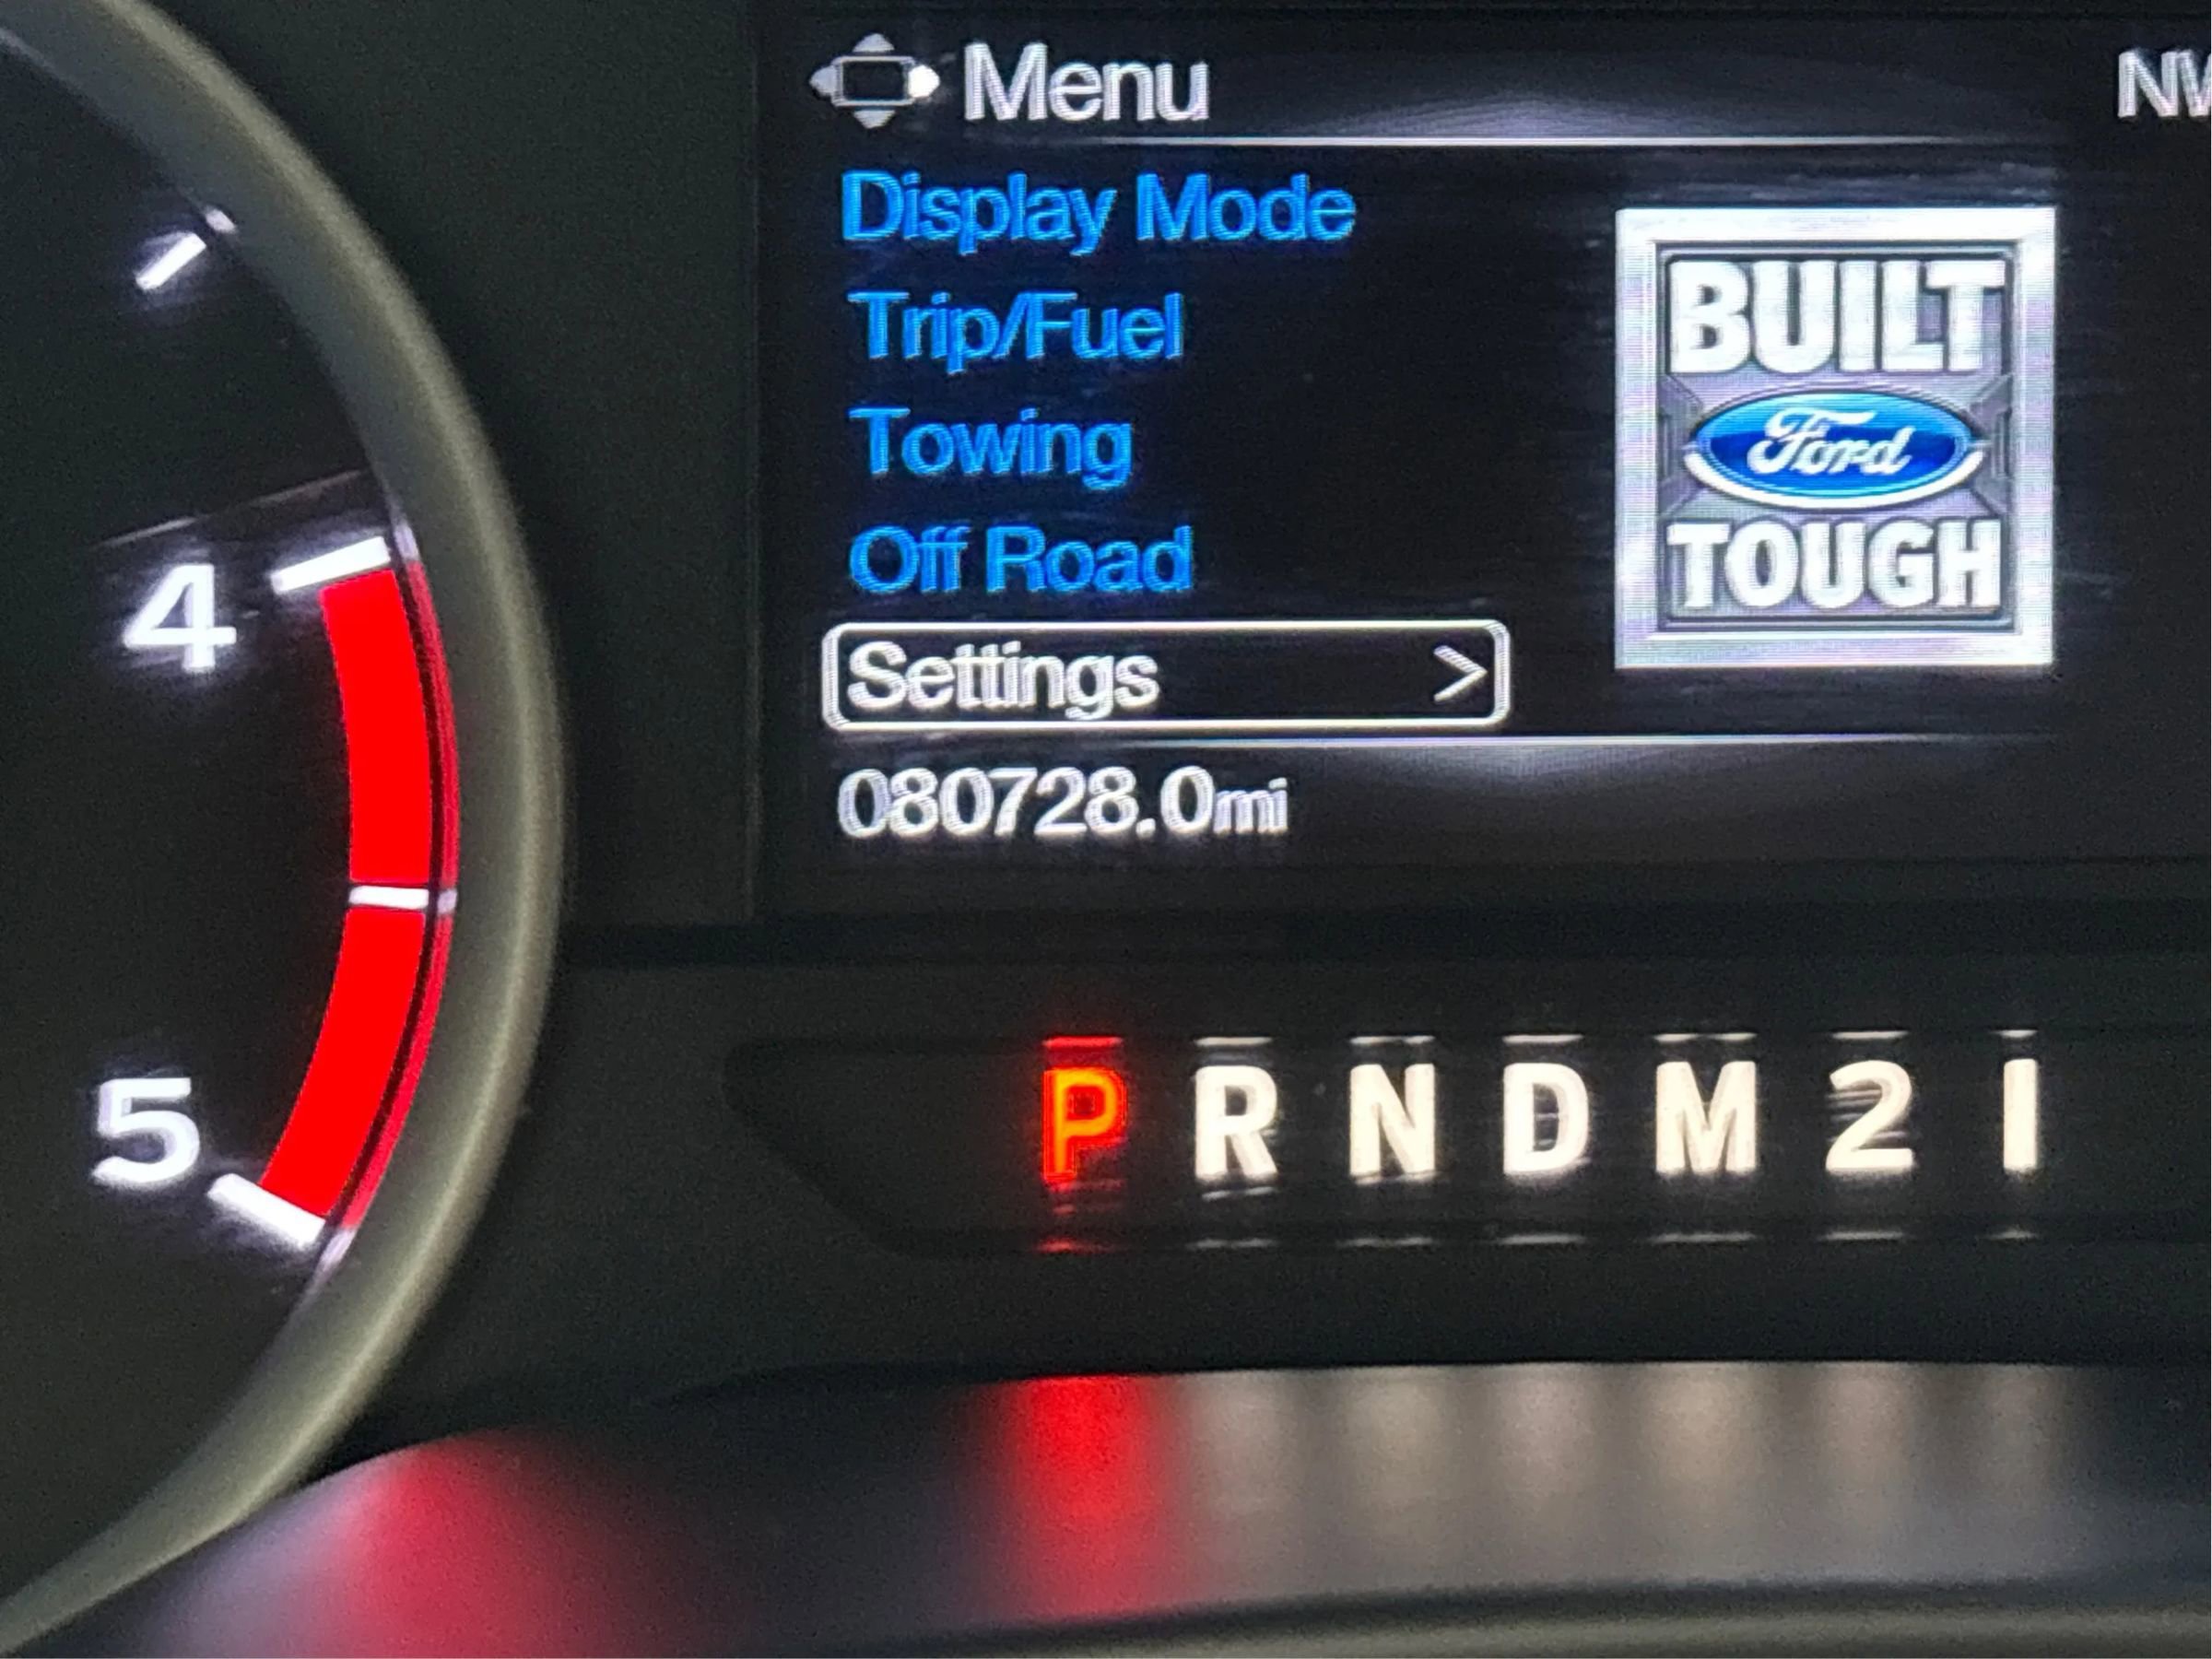 Menu
Display Mode
Trip/Fuel
Towing
Off Road
Settings >
080728.0mi
BUILT
Ford
TOUGH
4
5
P R N D M 2 1